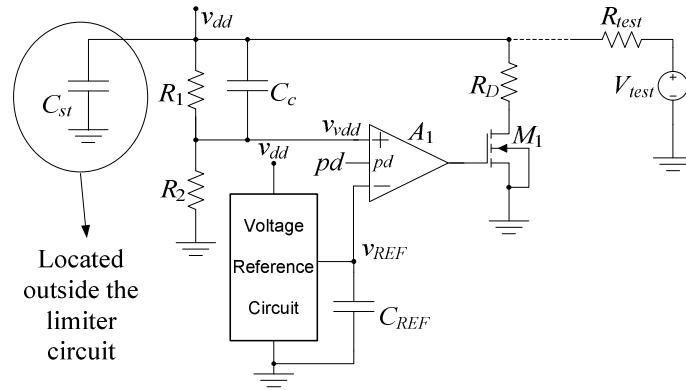 v_dd
R_test
C_st
R_1
C_c
R_D
V_test
+
−
v_vdd
A_1
M_1
v_dd
+
pd
pd
−
R_2
Voltage
Reference
Circuit
v_REF
C_REF
Located
outside the
limiter
circuit